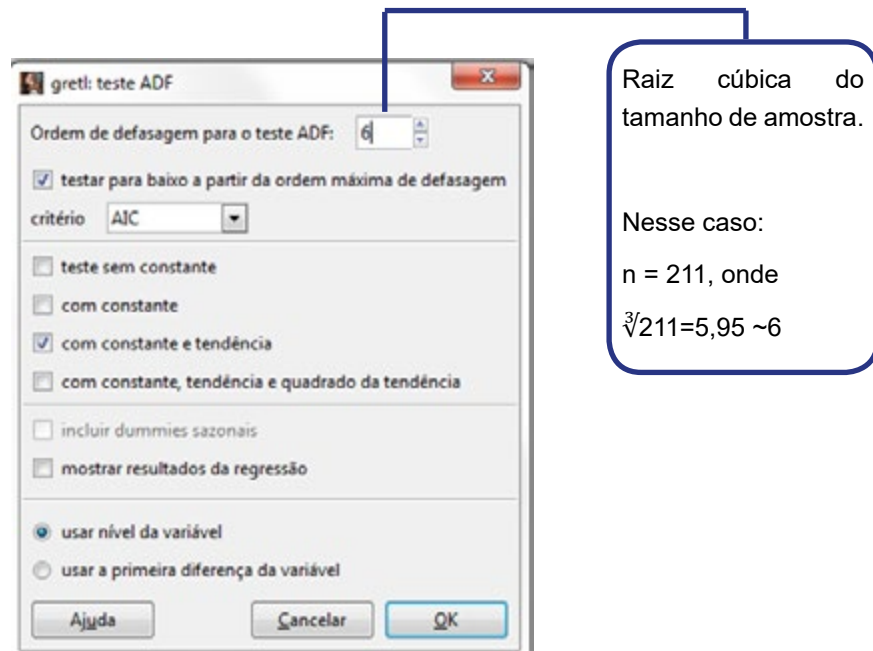 gretl: teste ADF
Ordem de defasagem para o teste ADF: 6
testar para baixo a partir da ordem máxima de defasagem
critério AIC
teste sem constante
com constante
com constante e tendência
com constante, tendência e quadrado da tendência
incluir dummies sazonais
mostrar resultados da regressão
usar nível da variável
usar a primeira diferença da variável
Ajuda Cancelar OK
Raiz cúbica do
tamanho de amostra.
Nesse caso:
n = 211, onde
∛211=5,95 ~6